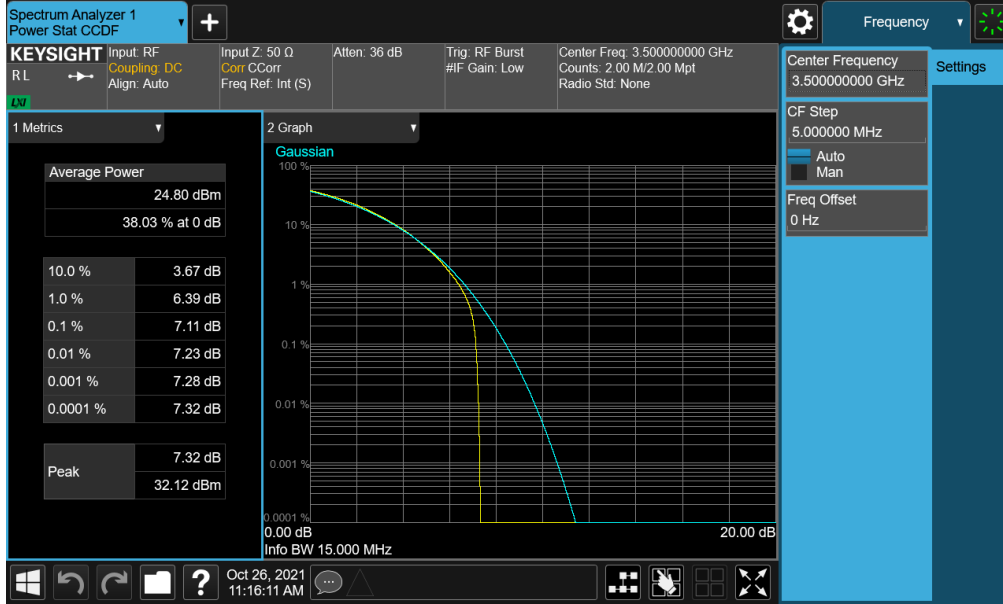 Spectrum Analyzer 1
Power Stat CCDF
Frequency
KEYSIGHT
RL
LXI
Input: RF
Coupling: DC
Align: Auto
Input Z: 50 Ω
Corr CCorr
Freq Ref: Int (S)
Atten: 36 dB
Trig: RF Burst
#IF Gain: Low
Center Freq: 3.500000000 GHz
Counts: 2.00 M/2.00 Mpt
Radio Std: None
Center Frequency
3.500000000 GHz
Settings
CF Step
5.000000 MHz
Auto
Man
Freq Offset
0 Hz
1 Metrics
Average Power
24.80 dBm
38.03 % at 0 dB
10.0 % 3.67 dB
1.0 % 6.39 dB
0.1 % 7.11 dB
0.01 % 7.23 dB
0.001 % 7.28 dB
0.0001 % 7.32 dB
Peak
7.32 dB
32.12 dBm
2 Graph
Gaussian
100 %
10 %
1 %
0.1 %
0.01 %
0.001 %
0.0001 %
0.00 dB 20.00 dB
Info BW 15.000 MHz
?
Oct 26, 2021
11:16:11 AM